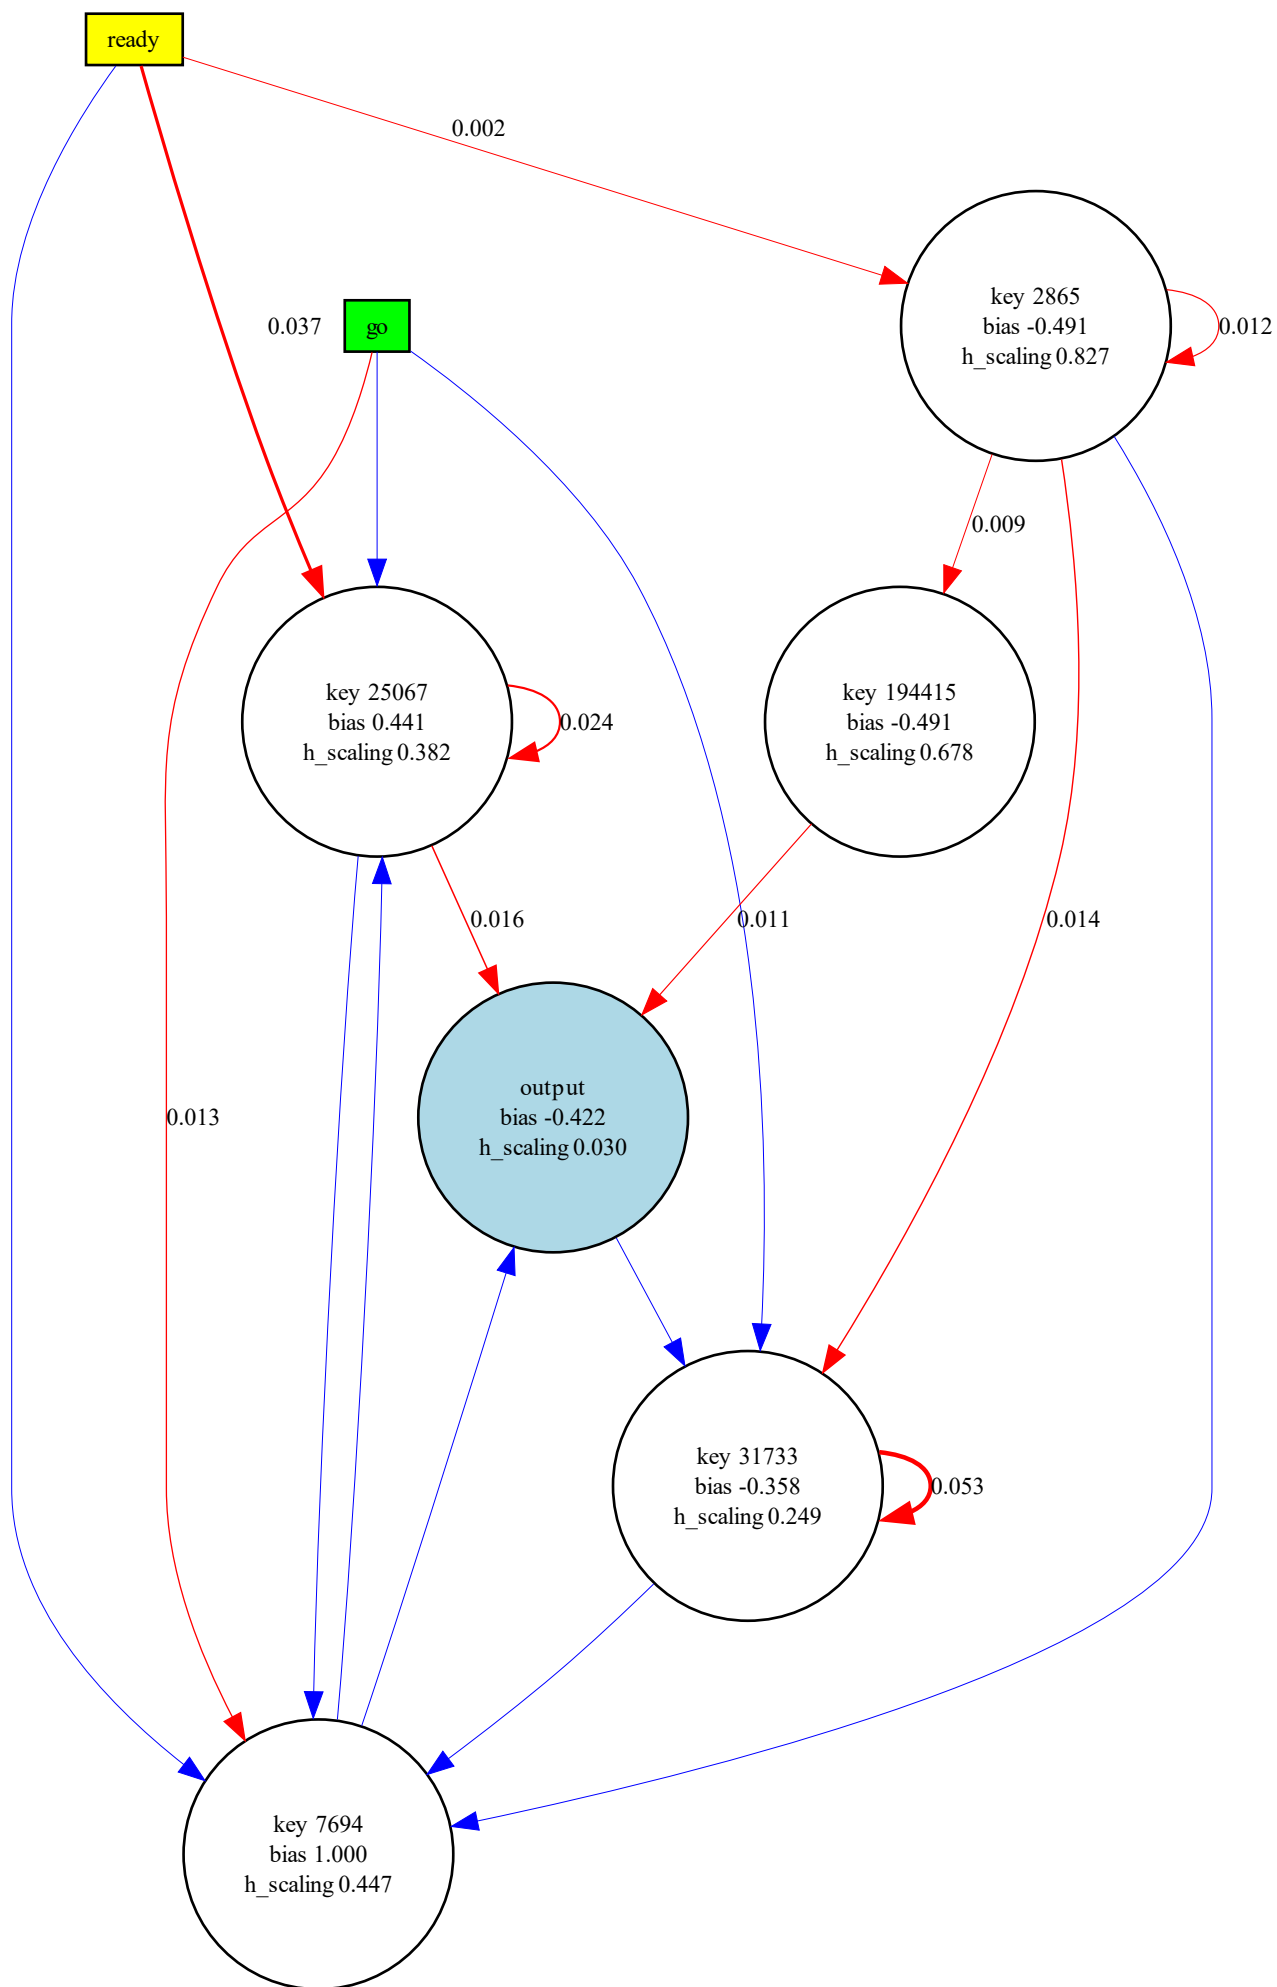 ready
0.002
key 2865
bias -0.491
h_scaling 0.827
0.012
0.037
go
0.009
key 25067
bias 0.441
h_scaling 0.382
0.024
key 194415
bias -0.491
h_scaling 0.678
0.016
0.011
0.014
output
bias -0.422
h_scaling 0.030
0.013
key 31733
bias -0.358
h_scaling 0.249
0.053
key 7694
bias 1.000
h_scaling 0.447